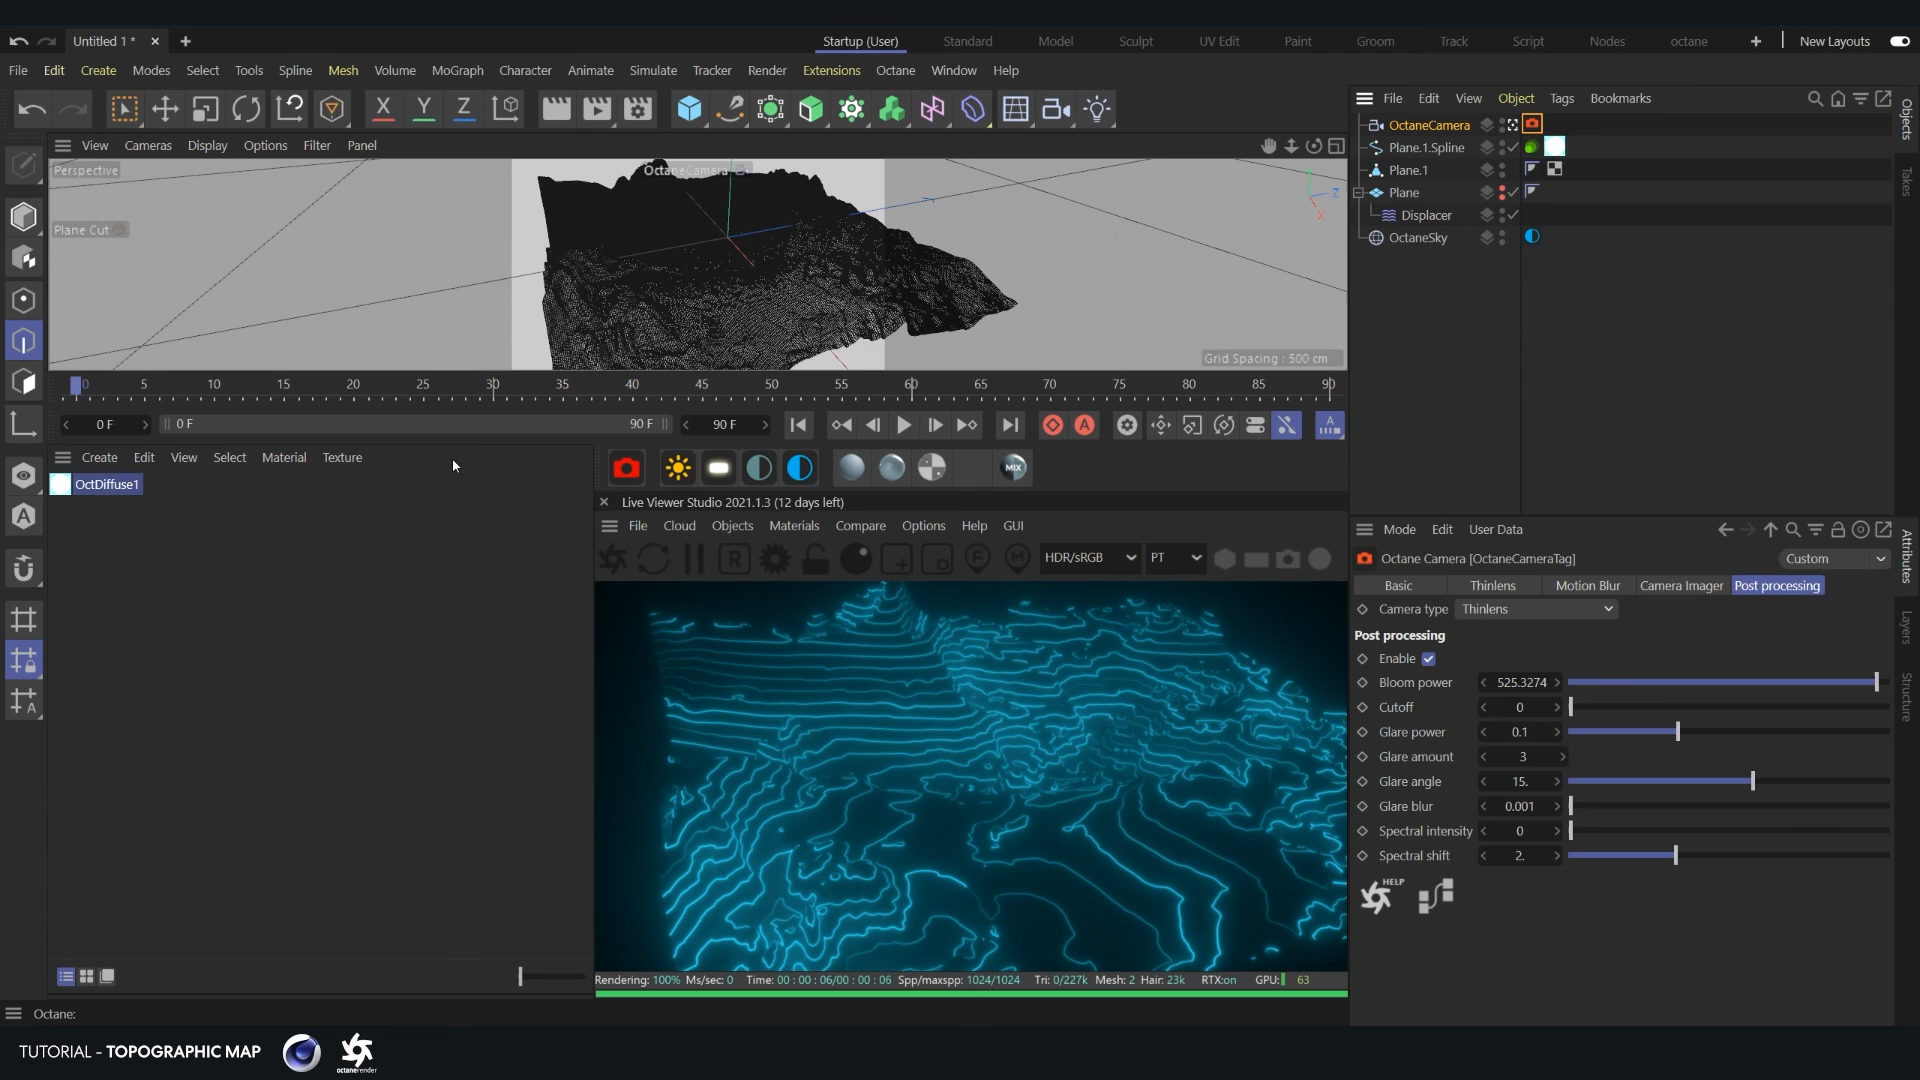 Untitled 1 *
Startup (User) Standard Model Sculpt UV Edit Paint Groom Track Script Nodes octane New Layouts
File Edit Create Modes Select Tools Spline Mesh Volume MoGraph Character Animate Simulate Tracker Render Extensions Octane Window Help
X Y Z
File Edit View Object Tags Bookmarks
Objects
Takes
OctaneCamera
Plane.1.Spline
Plane.1
Plane
Displacer
OctaneSky
View Cameras Display Options Filter Panel
Perspective
OctaneCamera
Plane Cut
Z
X
Grid Spacing : 500 cm
0 5 10 15 20 25 30 35 40 45 50 55 60 65 70 75 80 85 90
0 F 0 F 90 F 90 F
Create Edit View Select Material Texture
OctDiffuse1
MIX
Live Viewer Studio 2021.1.3 (12 days left)
File Cloud Objects Materials Compare Options Help GUI
HDR/sRGB PT
Rendering: 100% Ms/sec: 0 Time: 00 : 00 : 06/00 : 00 : 06 Spp/maxspp: 1024/1024 Tri: 0/227k Mesh: 2 Hair: 23k RTX:on GPU: 63
Mode Edit User Data
Attributes
Layers
Structure
Octane Camera [OctaneCameraTag] Custom
Basic Thinlens Motion Blur Camera Imager Post processing
Camera type Thinlens
Post processing
Enable
Bloom power 525.3274
Cutoff 0
Glare power 0.1
Glare amount 3
Glare angle 15.
Glare blur 0.001
Spectral intensity 0
Spectral shift 2.
HELP
Octane:
TUTORIAL - TOPOGRAPHIC MAP
octanerender